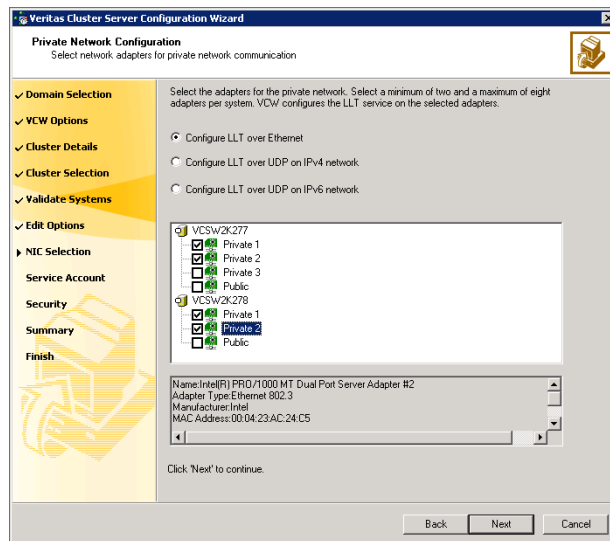 Veritas Cluster Server Configuration Wizard
Private Network Configuration
Select network adapters for private network communication
Domain Selection
VCW Options
Cluster Details
Cluster Selection
Validate Systems
Edit Options
NIC Selection
Service Account
Security
Summary
Finish
Select the adapters for the private network. Select a minimum of two and a maximum of eight
adapters per system. VCW configures the LLT service on the selected adapters.
Configure LLT over Ethernet
Configure LLT over UDP on IPv4 network
Configure LLT over UDP on IPv6 network
VCSW2K277
Private 1
Private 2
Private 3
Public
VCSW2K278
Private 1
Private 2
Public
Name:Intel(R) PRO/1000 MT Dual Port Server Adapter #2
Adapter Type:Ethernet 802.3
Manufacturer:Intel
MAC Address:00:04:23:AC:24:C5
Click 'Next' to continue.
Back
Next
Cancel